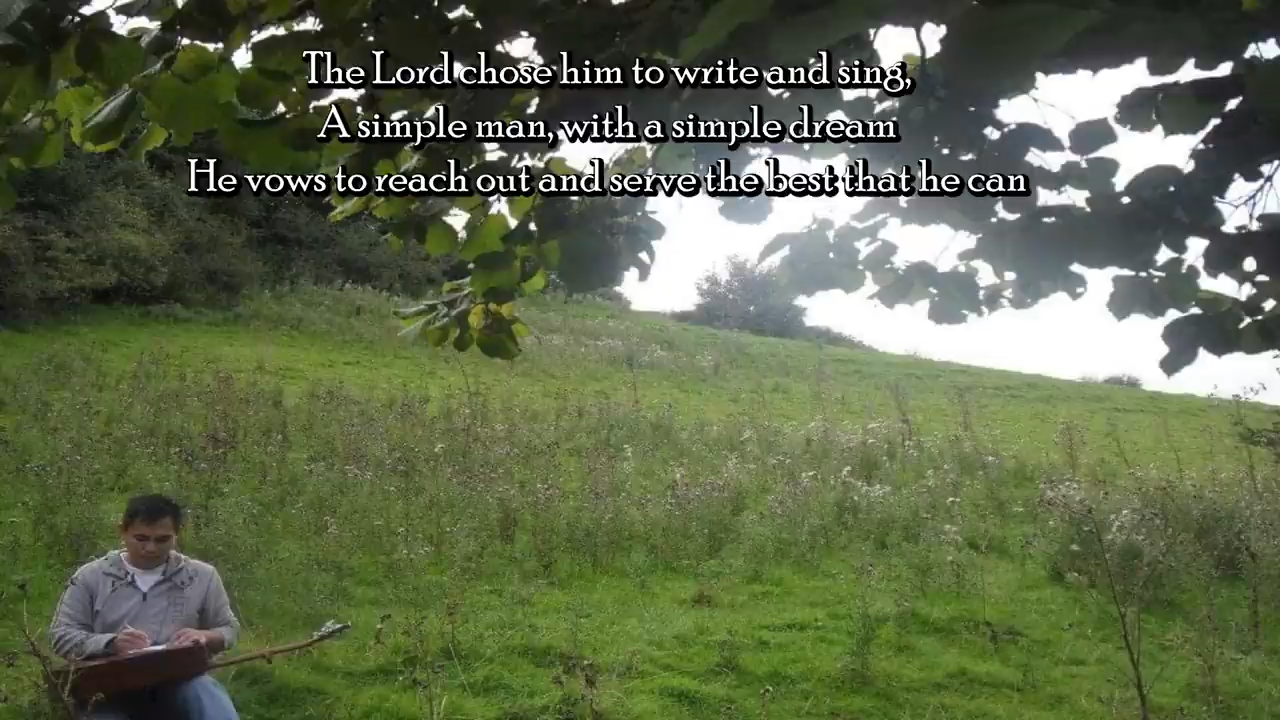 The Lord chose him to write and sing,
A simple man, with a simple dream
He vows to reach out and serve the best that he can